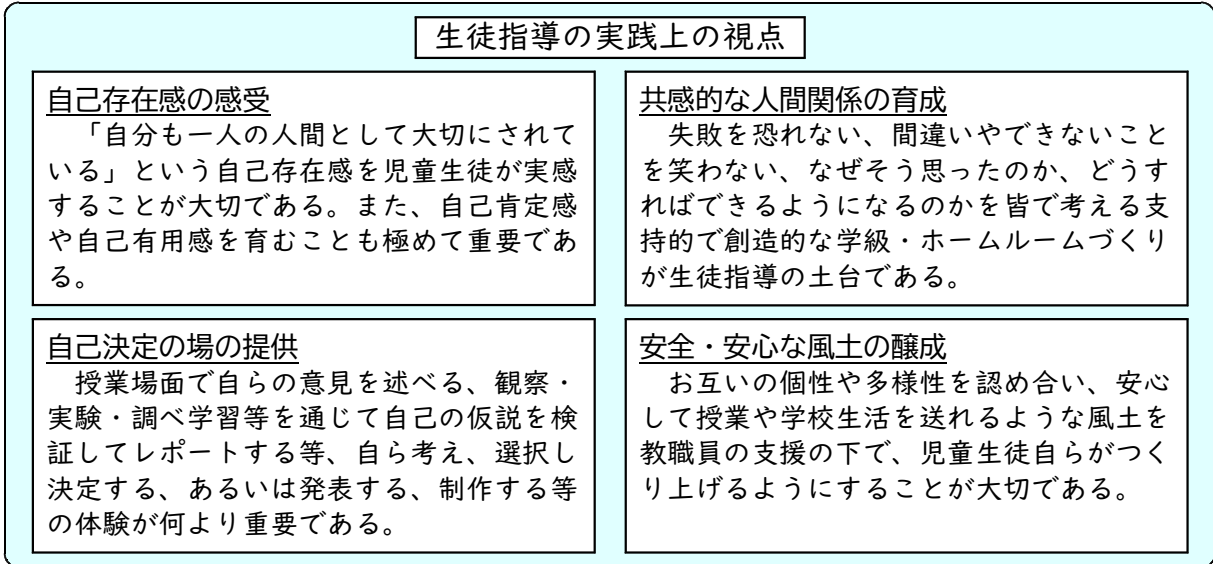 生徒指導の実践上の視点
自己存在感の感受
「自分も一人の人間として大切にされて
いる」という自己存在感を児童生徒が実感
することが大切である。また、自己肯定感
や自己有用感を育むことも極めて重要であ
る。
共感的な人間関係の育成
失敗を恐れない、間違いやできないこと
を笑わない、なぜそう思ったのか、どうす
ればできるようになるのかを皆で考える支
持的で創造的な学級・ホームルームづくり
が生徒指導の土台である。
自己決定の場の提供
授業場面で自らの意見を述べる、観察・
実験・調べ学習等を通じて自己の仮説を検
証してレポートする等、自ら考え、選択し
決定する、あるいは発表する、制作する等
の体験が何より重要である。
安全・安心な風土の醸成
お互いの個性や多様性を認め合い、安心
して授業や学校生活を送れるような風土を
教職員の支援の下で、児童生徒自らがつく
り上げるようにすることが大切である。